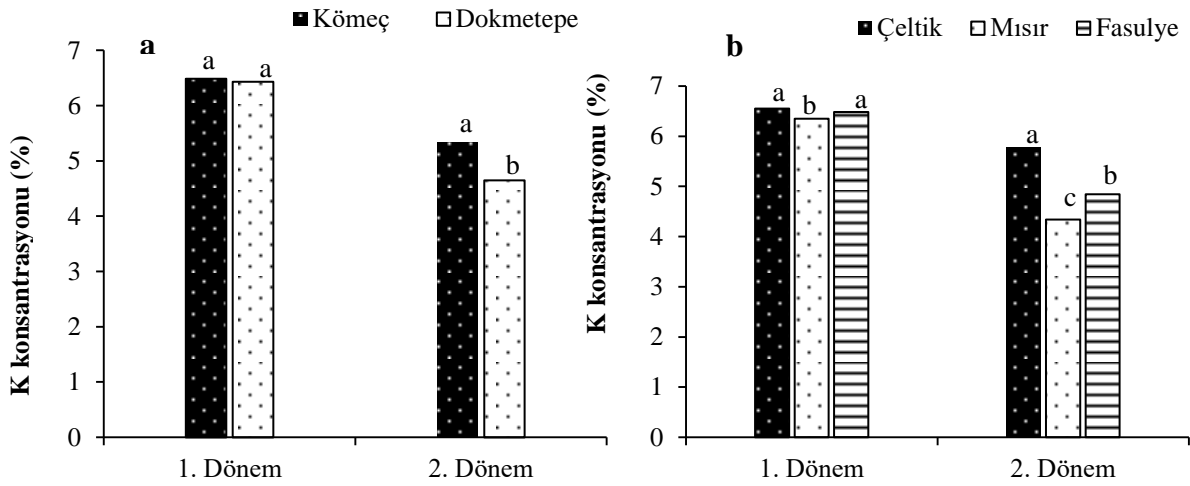 Kömeç Dokmetepe
a
K konsantrasyonu (%)
7
6
5
4
3
2
1
0
a a
a b
1. Dönem 2. Dönem
Çeltik Mısır Fasulye
b
K konsantrasyonu (%)
7
6
5
4
3
2
1
0
a b a
a c b
1. Dönem 2. Dönem